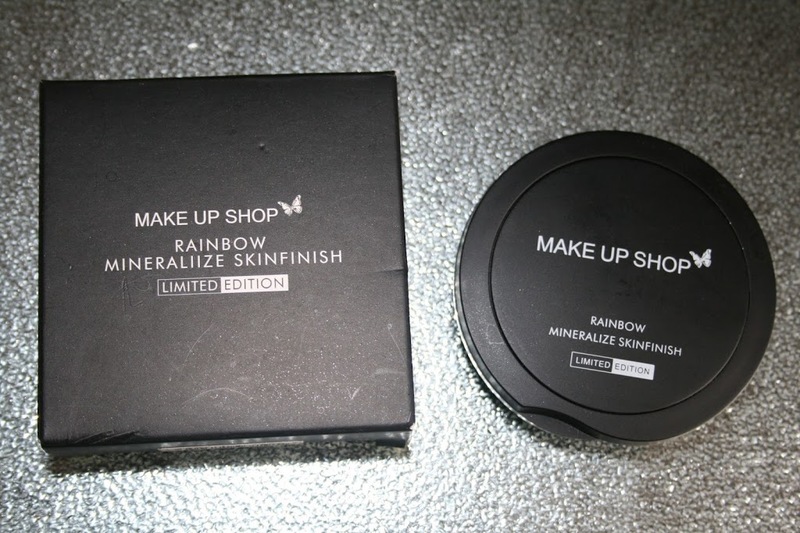 MAKE UP SHOP
RAINBOW
MINERALIIZE SKINFINISH
LIMITED EDITION
MAKE UP SHOP
RAINBOW
MINERALIZE SKINFINISH
LIMITED EDITION